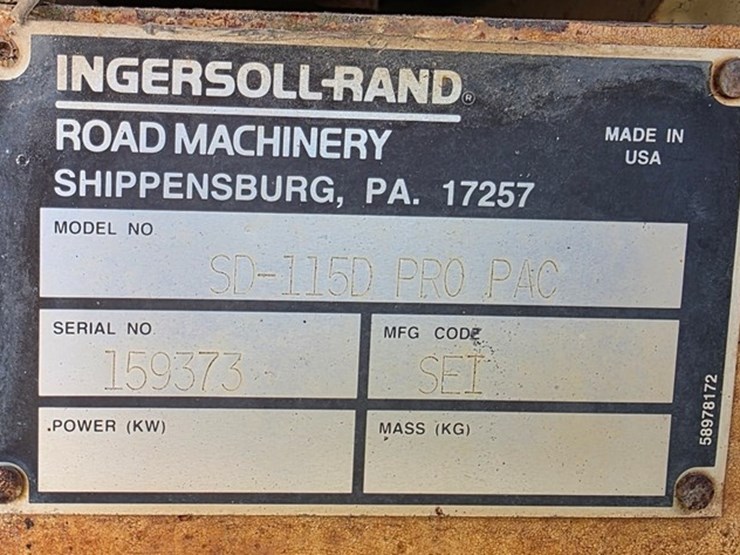 INGERSOLL-RAND®
ROAD MACHINERY
MADE IN
USA
SHIPPENSBURG, PA. 17257
MODEL NO
SD-115D PRO PAC
SERIAL NO.
159373
MFG CODE
SEI
POWER (KW)
MASS (KG)
58978172